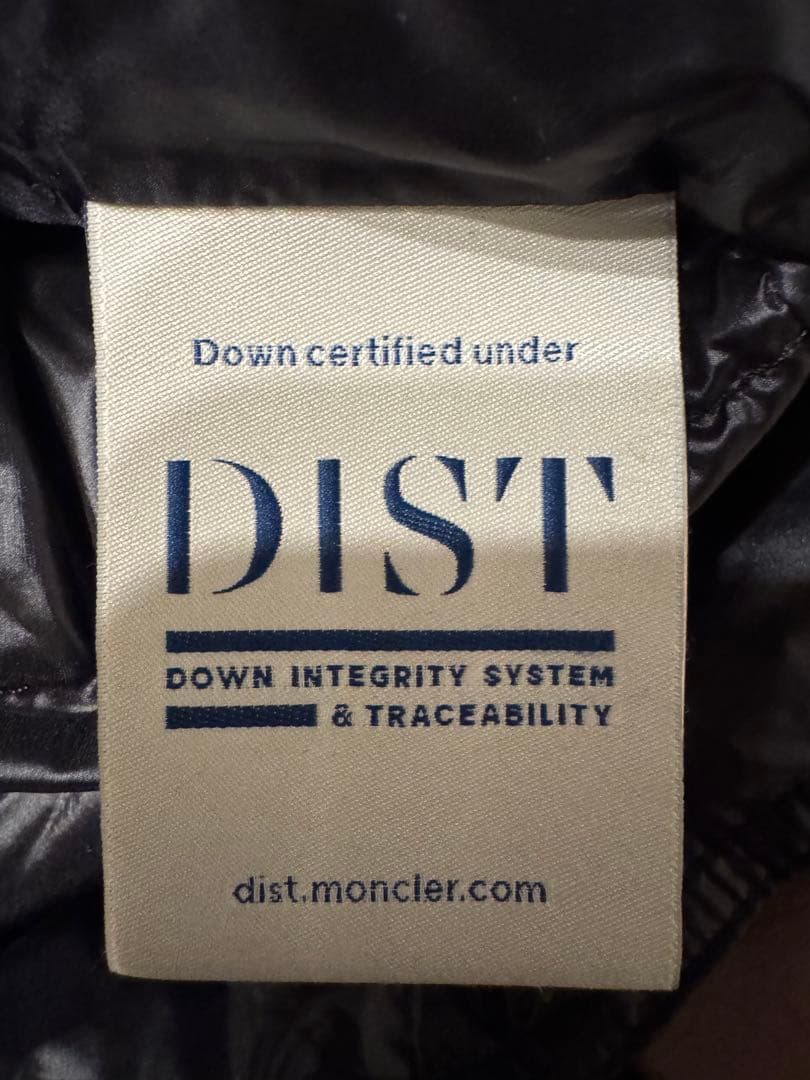 Down certified under
DIST
DOWN INTEGRITY SYSTEM
& TRACEABILITY
dist.moncler.com